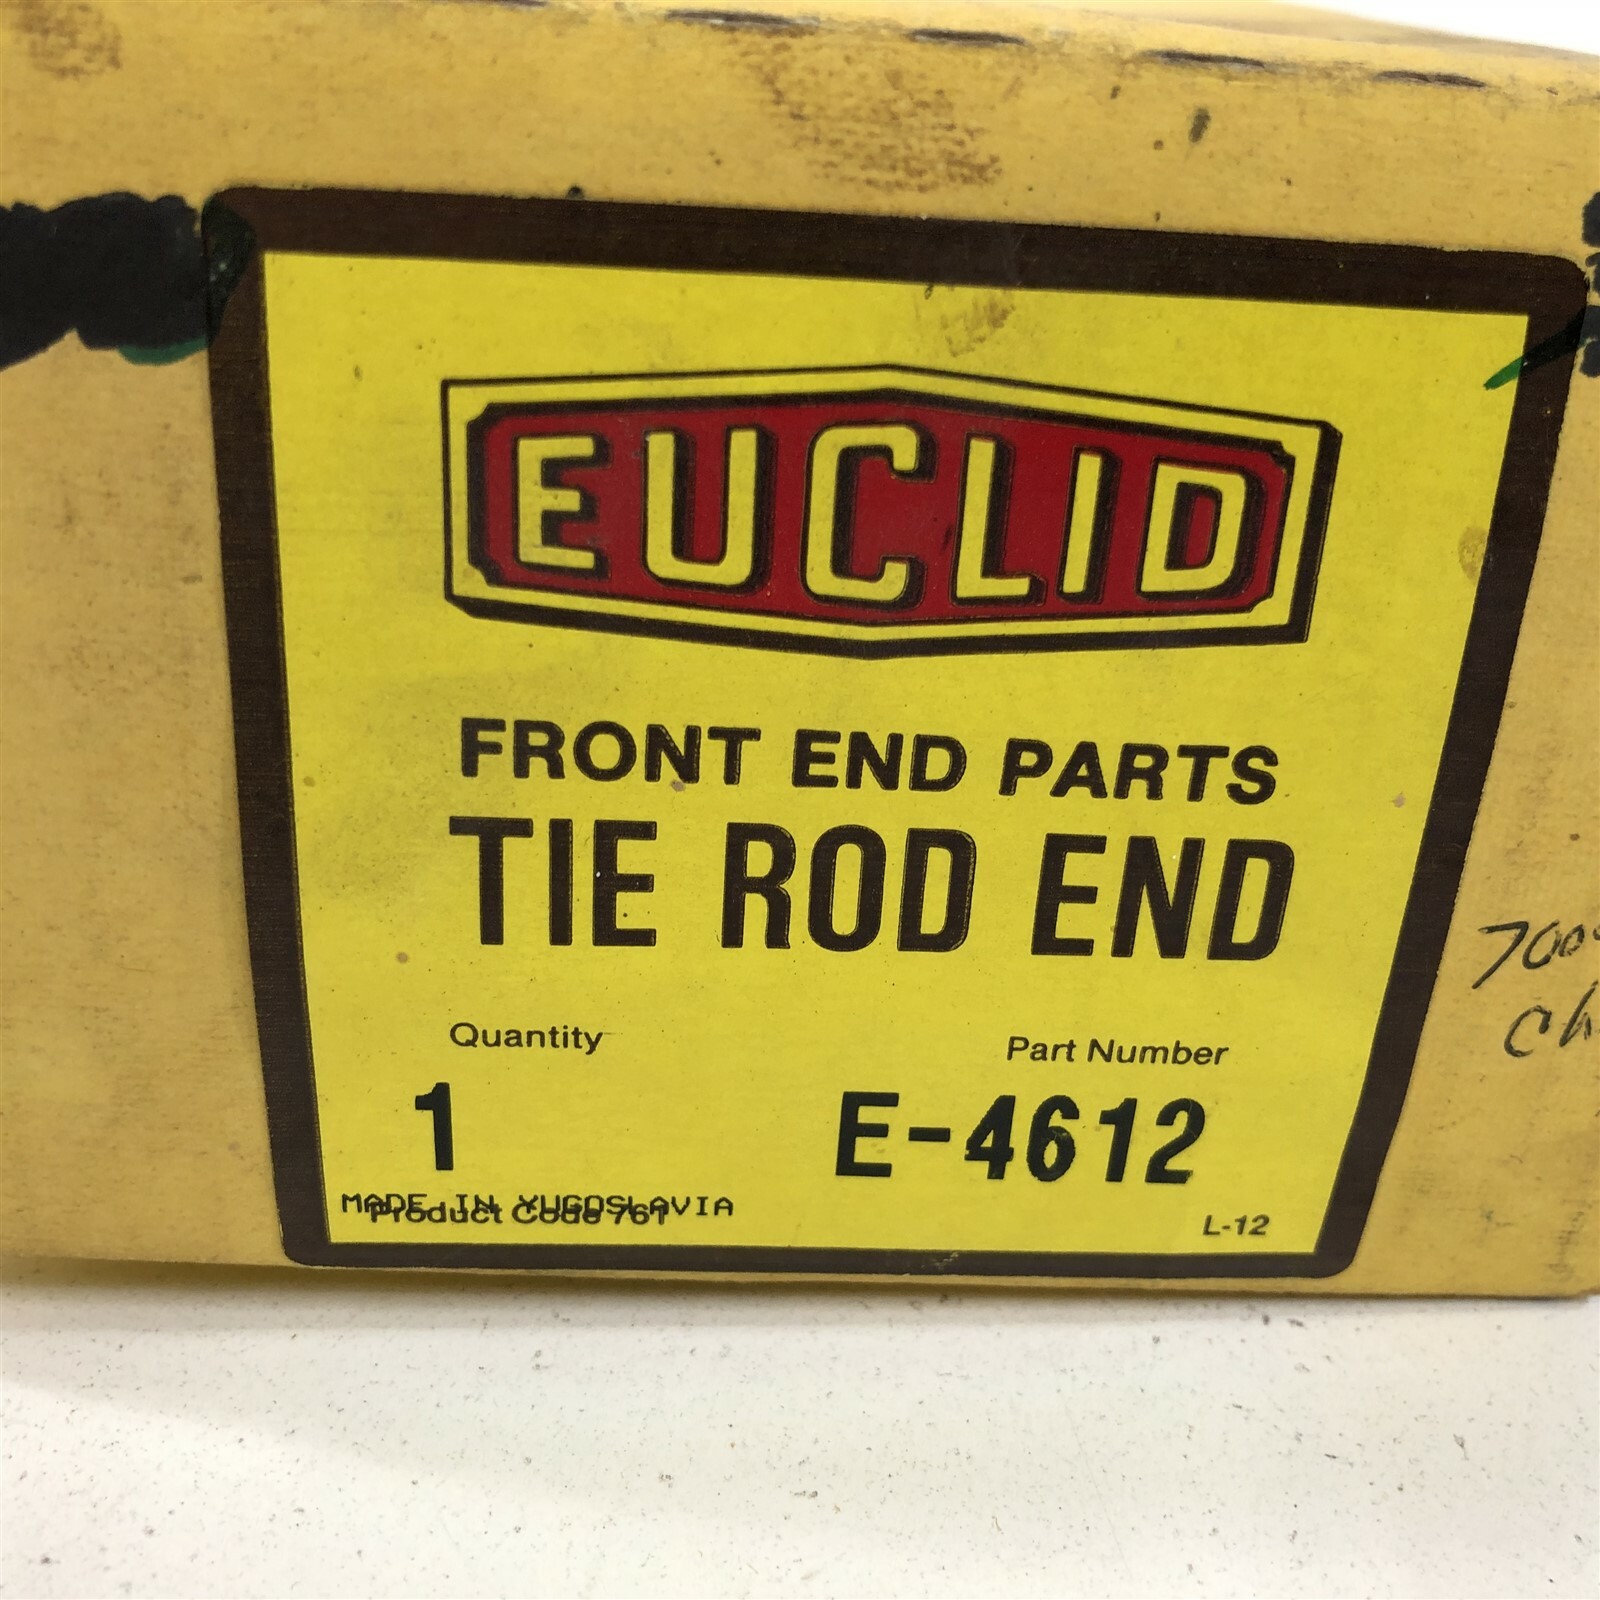 EUCLID
FRONT END PARTS
TIE ROD END
Quantity
Part Number
1
E-4612
MADE IN YUGOSLAVIA
Product Code 761
L-12